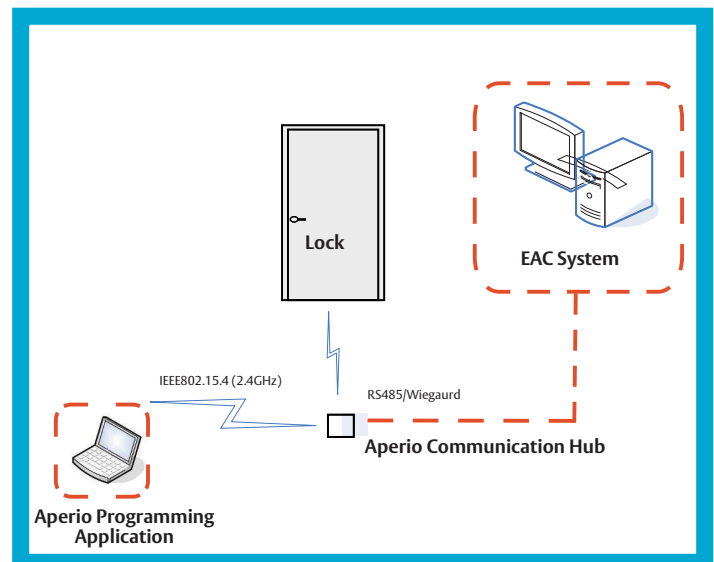 Lock
EAC System
IEEE802.15.4 (2.4GHz)
RS485/Wiegaurd
Aperio Communication Hub
Aperio Programming
Application